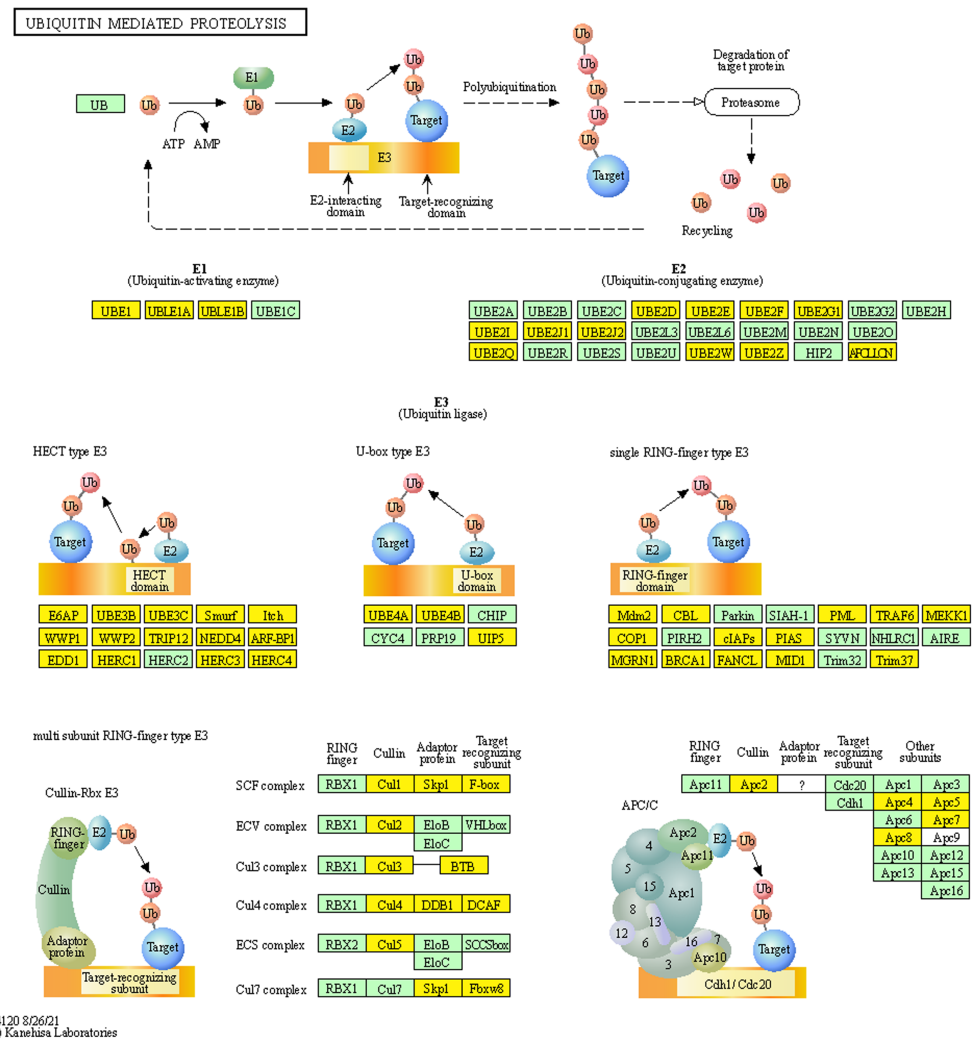 UBIQUITIN MEDIATED PROTEOLYSIS
UB
Ub
E1
Ub
ATP AMP
Ub
E2
Ub
Ub
Target
E3
E2-interacting
domain
Target-recognizing
domain
Polyubiquitination
Ub
Ub
Ub
Ub
Ub
Target
Degradation of
target protein
Proteasome
Ub
Ub
Ub
Ub
Recycling
E1
(Ubiquitin-activating enzyme)
UBE1 UBLE1A UBLE1B UBE1C
E2
(Ubiquitin-conjugating enzyme)
UBE2A UBE2B UBE2C UBE2D UBE2E UBE2F UBE2G1 UBE2G2 UBE2H
UBE2I UBE2J1 UBE2J2 UBE2L3 UBE2L6 UBE2M UBE2N UBE2O
UBE2Q UBE2R UBE2S UBE2U UBE2W UBE2Z HIP2
E3
(Ubiquitin ligase)
HECT type E3
Ub
Ub
Target
Ub
Ub
E2
HECT
domain
E6AP UBE3B UBE3C Smurf Itch
WWP1 WWP2 TRIP12 NEDD4 ARF-BP1
EDD1 HERC1 HERC2 HERC3 HERC4
U-box type E3
Ub
Ub
Target
Ub
E2
U-box
domain
UBE4A UBE4B CHIP
CYC4 PRP19 UIP5
single RING-finger type E3
Ub
Ub
Ub
E2
Target
RING-finger
domain
Mdm2 CBL Parkin SIAH-1 PML TRAF6 MEKK1
COP1 PIRH2 cIAPs PIAS SYVN NHLRC1 AIRE
MGRN1 BRCA1 FANCL MID1 Trim32 Trim37
multi subunit RING-finger type E3
Cullin-Rbx E3
RING-
finger
E2
Ub
Cullin
Ub
Ub
Adaptor
protein
Target
Target-recognizing
subunit
RING
finger
Cullin
Adaptor
protein
Target
recognizing
subunit
SCF complex RBX1 Cul1 Skp1 F-box
ECV complex RBX1 Cul2 EloB VHLbox
EloC
Cul3 complex RBX1 Cul3 BTB
Cul4 complex RBX1 Cul4 DDB1 DCAF
ECS complex RBX2 Cul5 EloB SOCSbox
EloC
Cul7 complex RBX1 Cul7 Skp1 Fbxw8
RING
finger
Cullin
Adaptor
protein
Target
recognizing
subunit
Other
subunits
Apc11 Apc2 ? Cdc20 Apc1 Apc3
Cdh1 Apc4 Apc5
Apc6 Apc7
Apc8 Apc9
Apc10 Apc12
Apc13 Apc15
Apc16
APC/C
Apc2
E2
Ub
4
Apc11
5
15
Apc1
Ub
Ub
8
13
12
6
16
7
3
Apc10
Target
Cdh1/Cdc20
4120 8/26/21
Kanehisa Laboratories